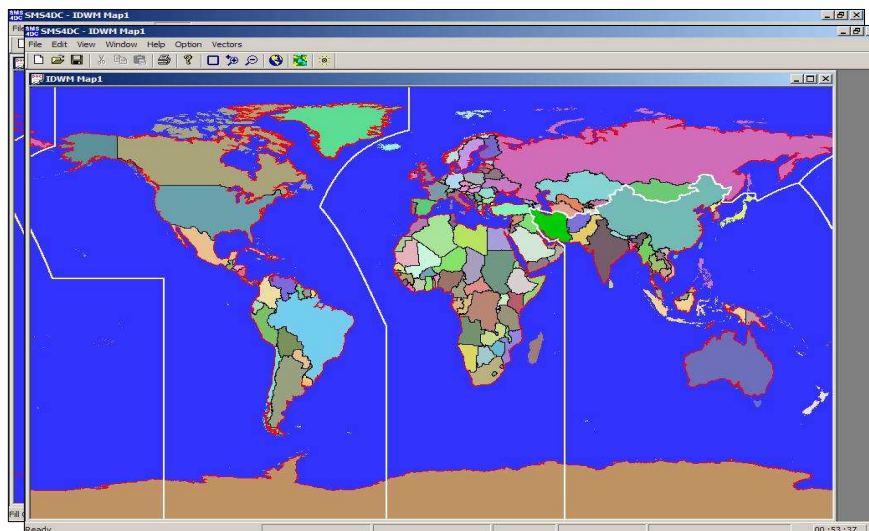 SMS4DC - IDWM Map1
SMS4DC - IDWM Map1
File Edit View Window Help Option Vectors
IDWM Map1
Ready
00:53:37